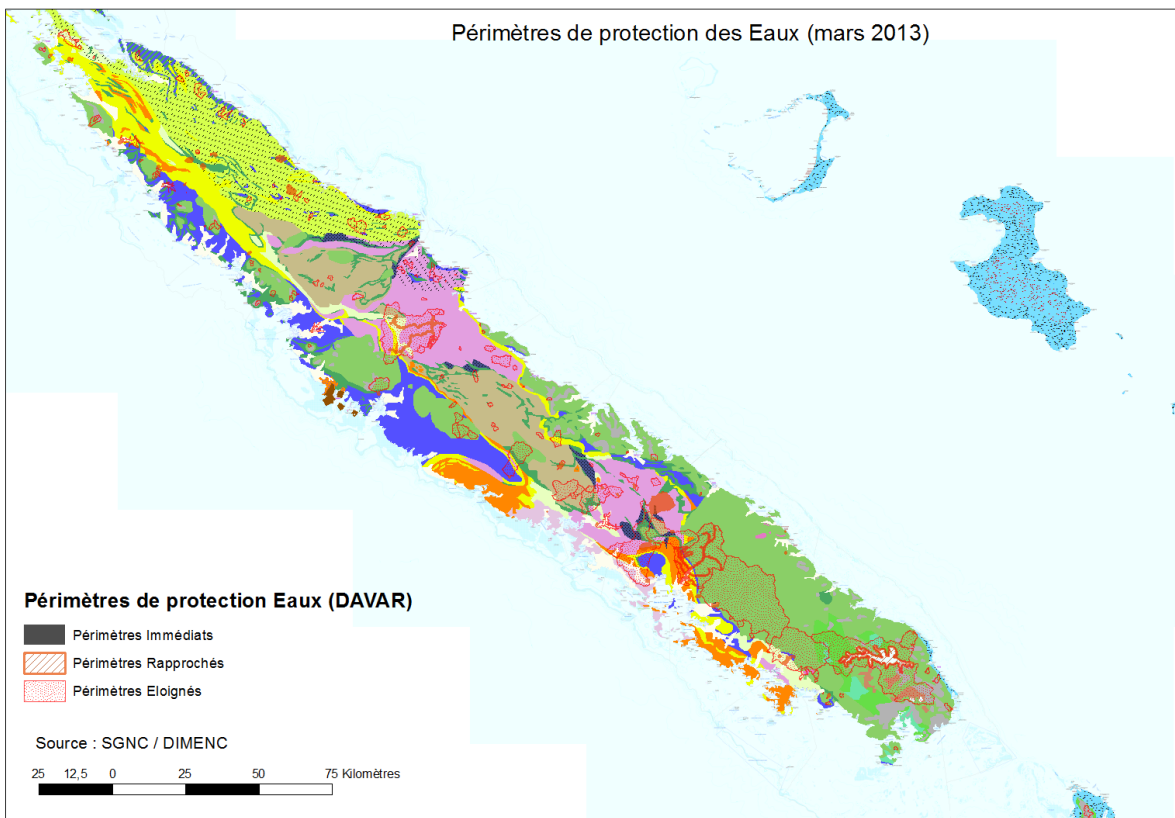 Périmètres de protection des Eaux (mars 2013)
Périmètres de protection Eaux (DAVAR)
Périmètres Immédiats
Périmètres Rapprochés
Périmètres Eloignés
Source : SGNC / DIMENC
25 12,5 0 25 50 75 Kilomètres